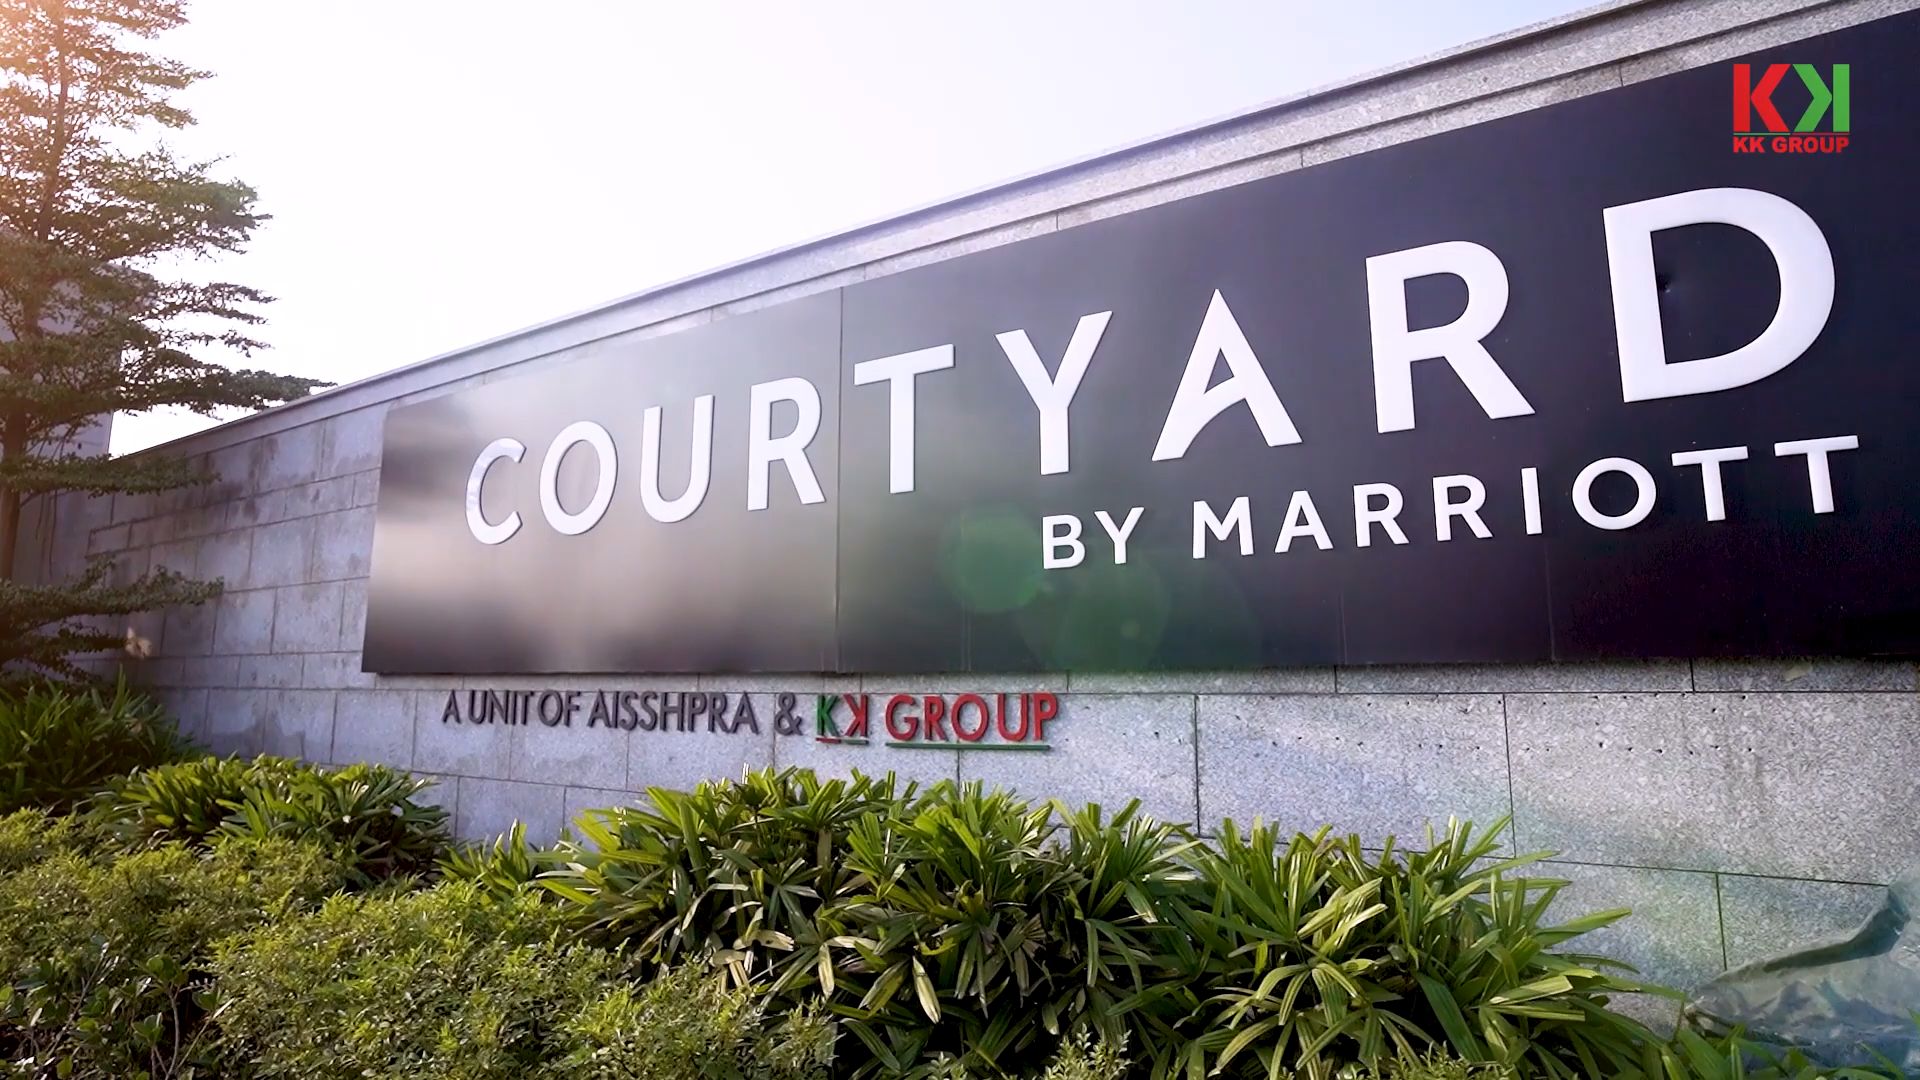 KK
KK GROUP
COURTYARD
BY MARRIOTT
A UNIT OF AISSHPRA & KK GROUP